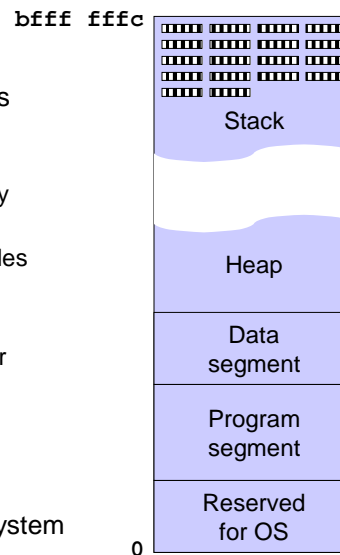 bfff fffc
s
Stack
y
les
Heap
Data
segment
r
Program
segment
Reserved
for OS
ystem
0